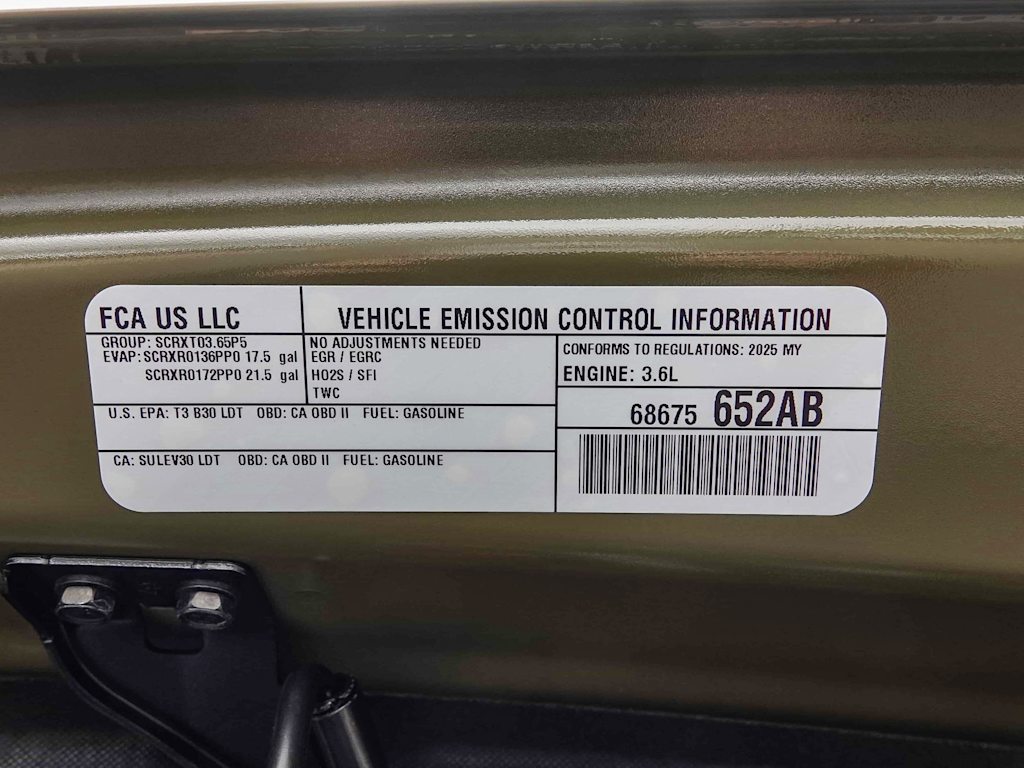 FCA US LLC
VEHICLE EMISSION CONTROL INFORMATION
GROUP: SCRXT03.65P5
EVAP: SCRXR0136PP0 17.5 gal
SCRXR0172PP0 21.5 gal
NO ADJUSTMENTS NEEDED
EGR / EGRC
HO2S / SFI
TWC
CONFORMS TO REGULATIONS: 2025 MY
ENGINE: 3.6L
68675 652AB
U.S. EPA: T3 B30 LDT OBD: CA OBD II FUEL: GASOLINE
CA: SULEV30 LDT OBD: CA OBD II FUEL: GASOLINE